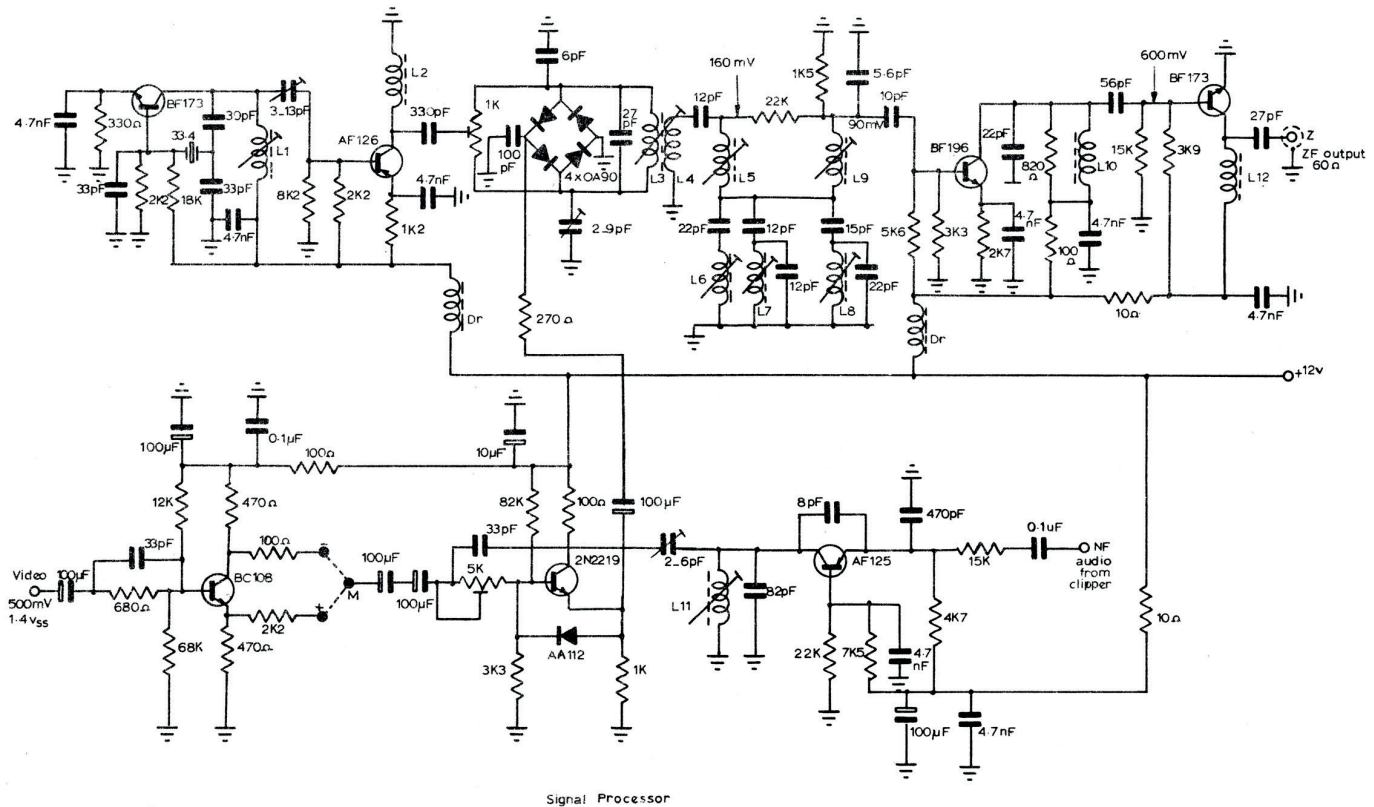 6pF
160 mV
1K5
5·6pF
600mV
L2
12pF
22K
10pF
56pF
BF173
BF173
3_13pF
330pF
1K
90mV
27pF
Z
ZF output
60Ω
4·7nF
330Ω
33·4
30pF
AF126
100
pF
27
pF
L3
L4
L5
L9
BF196
22pF
820
Ω
L10
15K
3K9
L12
L1
4xOA90
33pF
2K2
18K
33pF
4·7nF
8K2
2K2
4·7nF
1K2
2_9pF
22pF
12pF
15pF
5K6
3K3
2K7
4·7
nF
100
Ω
4·7nF
L6
L7
12pF
L8
22pF
Dr
270Ω
Dr
10Ω
4·7nF
+12v
100µF
0·1µF
10µF
100Ω
12K
470Ω
82K
100Ω
100µF
8pF
470pF
33pF
100Ω
-
33pF
2_6pF
0·1uF
NF
audio
from
clipper
Video
100µF
500mV
1·4vss
680Ω
BC108
M
100µF
100µF
5K
2N2219
AF125
15K
+
2K2
L11
82pF
4K7
10Ω
68K
470Ω
AA112
3K3
1K
22K
7K5
4·7
nF
100µF
4·7nF
Signal Processor